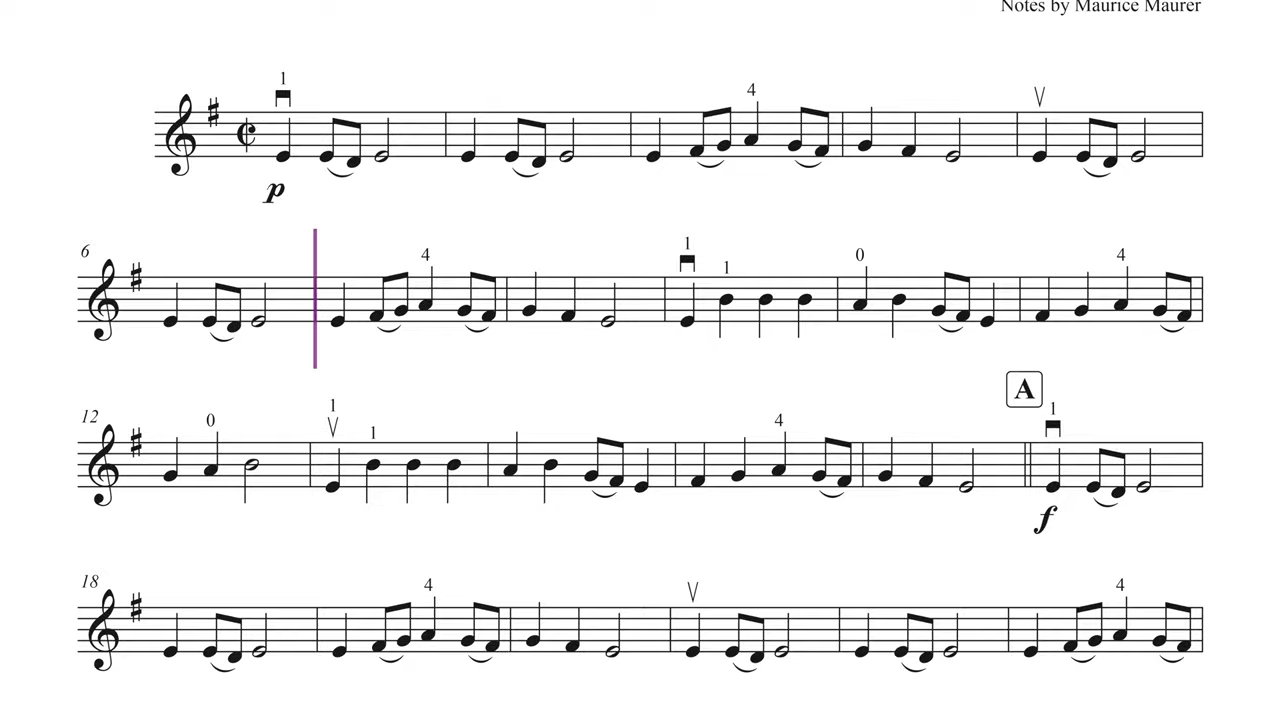 Notes by Maurice Maurer
1 4
p
6 4 1 1 0 4
A
12 0 1 1 4 1
f
18 4 4